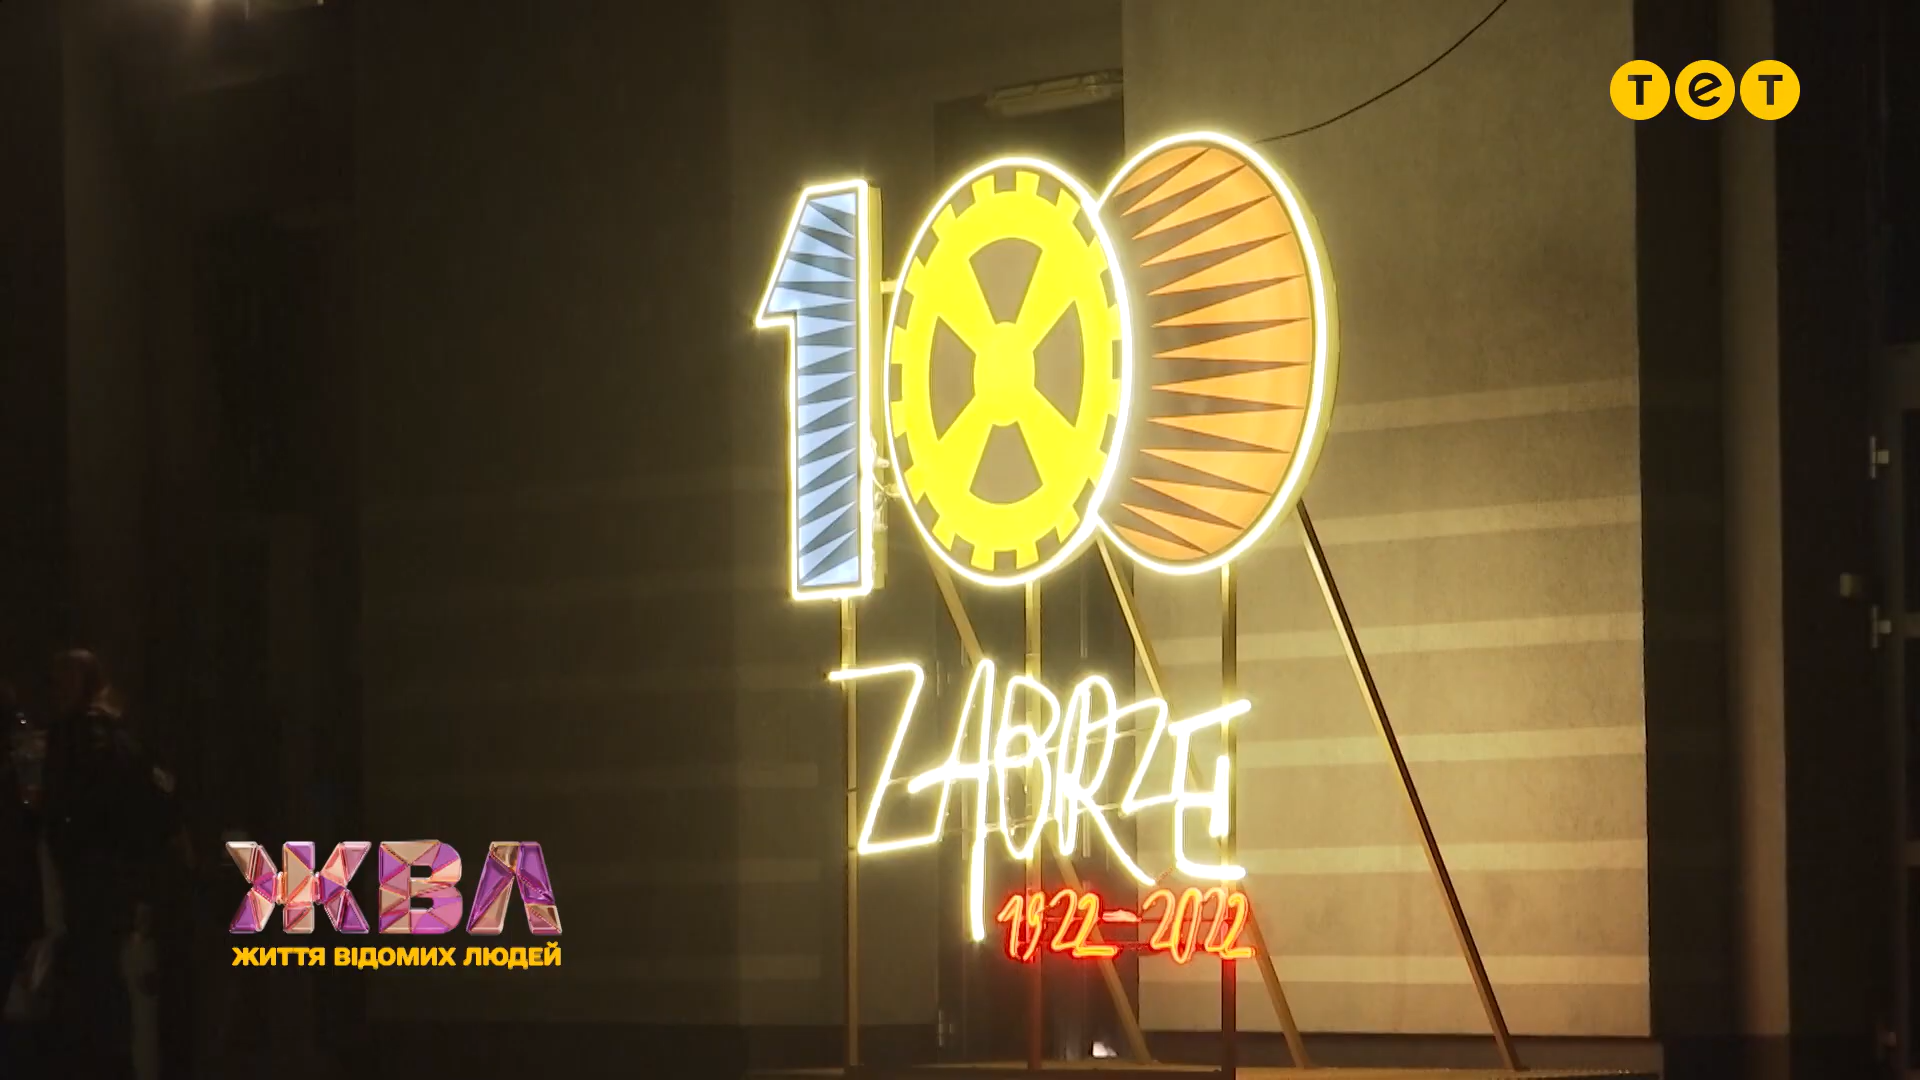 тет
100
ZABRZE
1922-2022
ЖВЛ
ЖИТТЯ ВІДОМИХ ЛЮДЕЙ